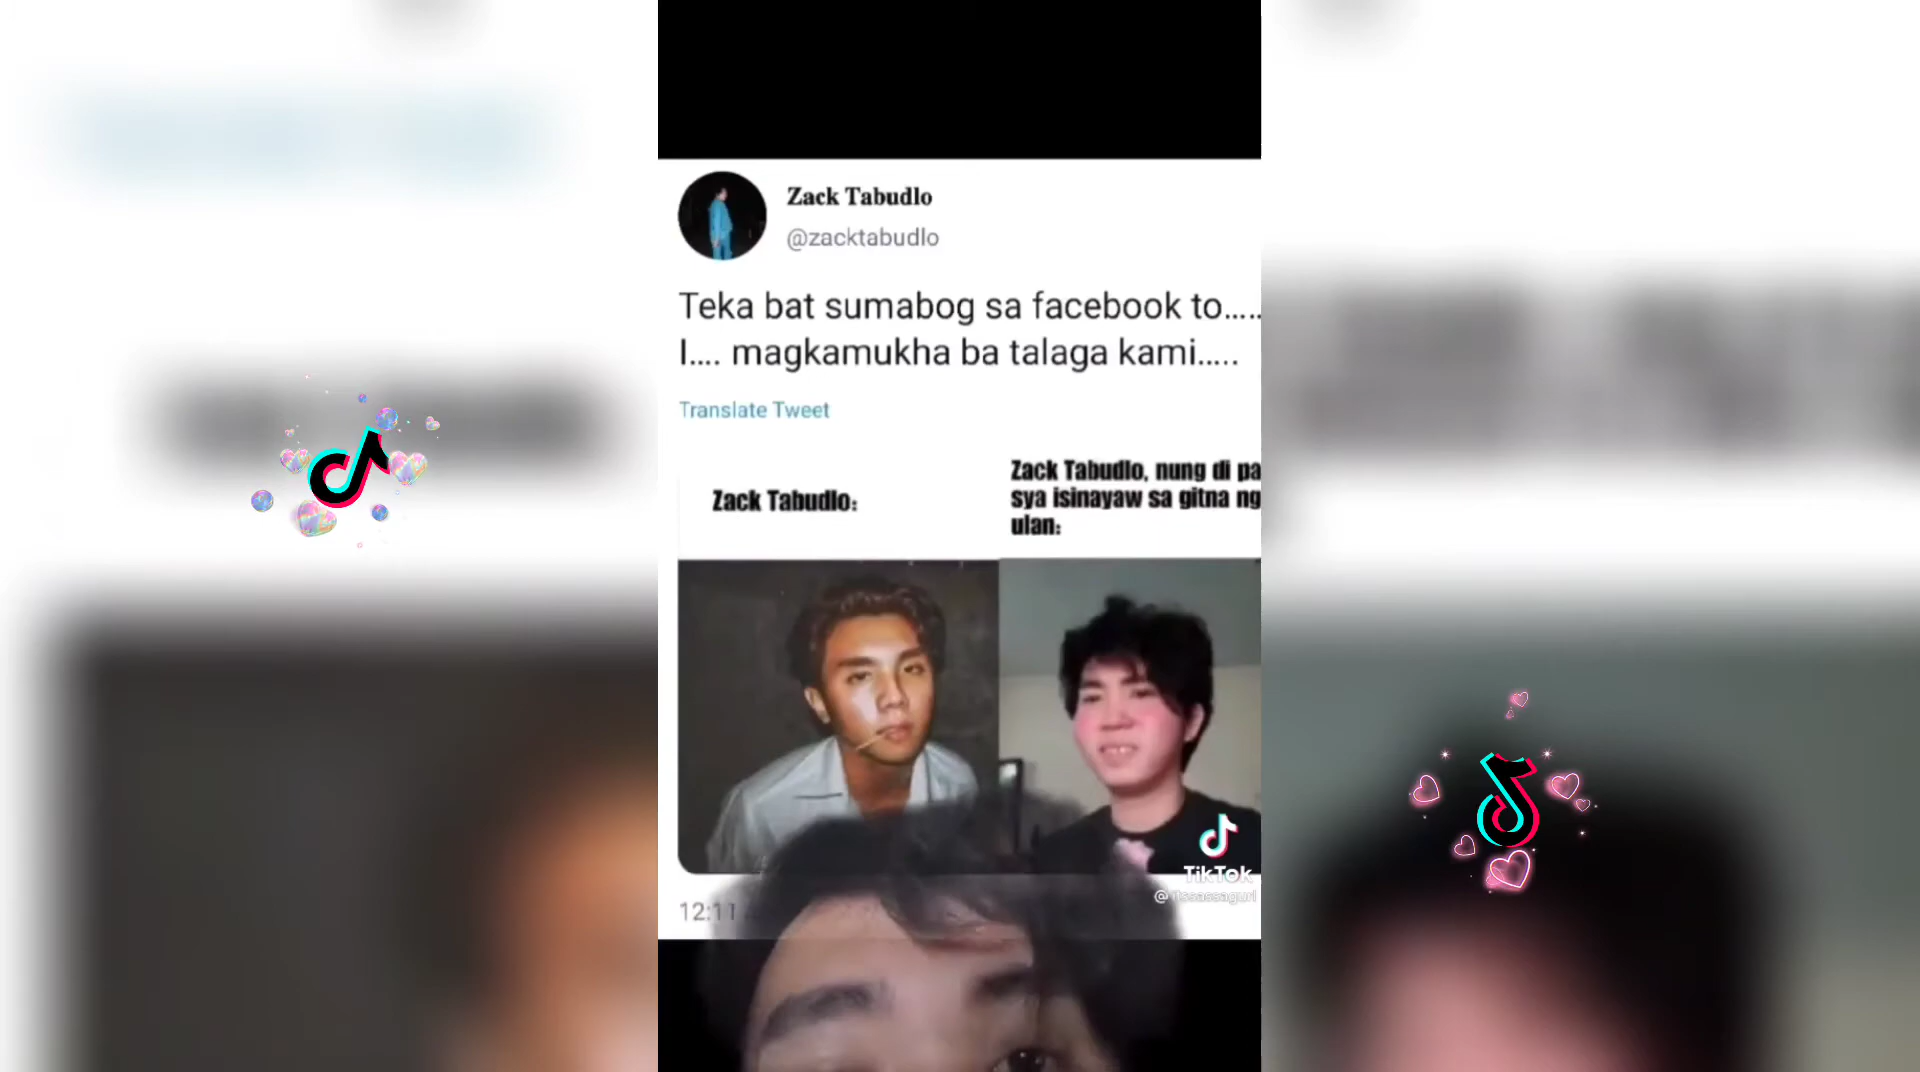 Zack Tabudlo
@zacktabudlo
Teka bat sumabog sa facebook to.....
I.... magkamukha ba talaga kami.....
Translate Tweet
Zack Tabudlo:
Zack Tabudlo, nung di pa
sya isinayaw sa gitna ng
ulan:
TikTok
@itssassagurl
12:11